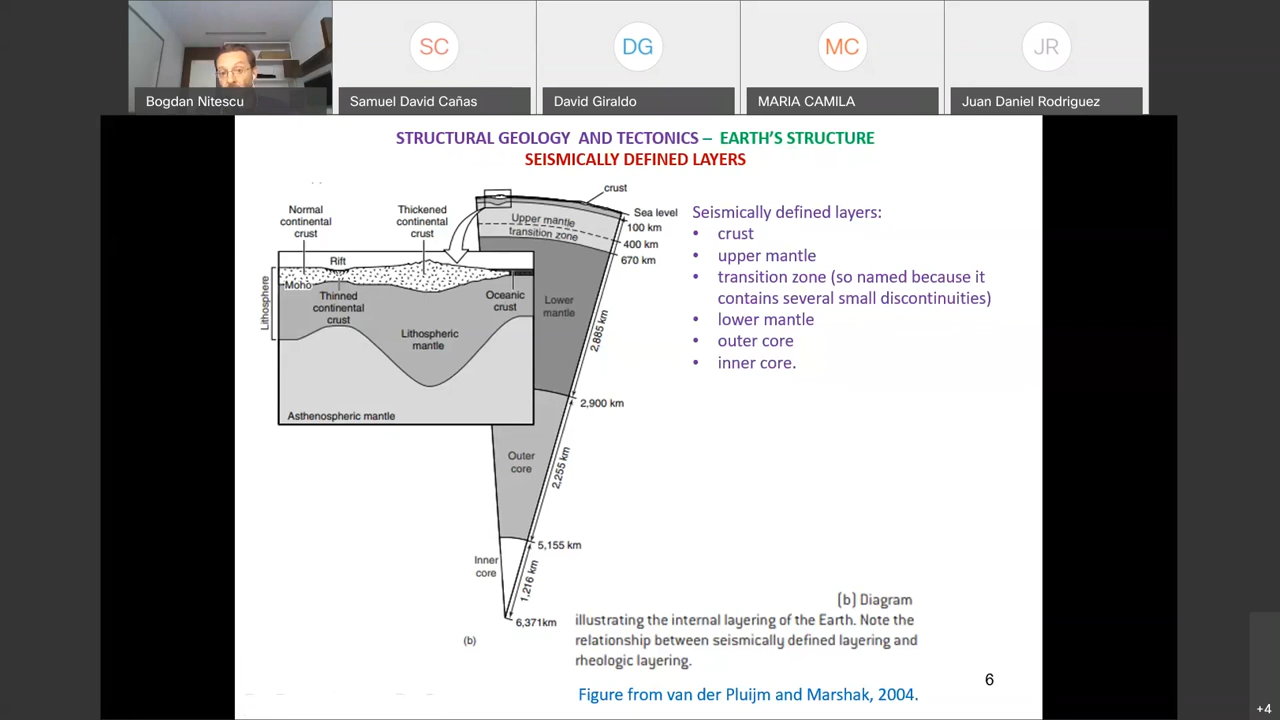 SC
DG
MC
JR
Bogdan Nitescu
Samuel David Cañas
David Giraldo
MARIA CAMILA
Juan Daniel Rodriguez
STRUCTURAL GEOLOGY AND TECTONICS – EARTH'S STRUCTURE
SEISMICALLY DEFINED LAYERS
crust
Normal
continental
crust
Thickened
continental
crust
Sea level
Upper mantle
transition zone
100 km
400 km
670 km
Rift
Moho
Lithosphere
Thinned
continental
crust
Oceanic
crust
Lithospheric
mantle
Asthenospheric mantle
Lower
mantle
2,885 km
2,900 km
Outer
core
2,255 km
5,155 km
Inner
core
1,216 km
6,371km
(b)
Seismically defined layers:
• crust
• upper mantle
• transition zone (so named because it
contains several small discontinuities)
• lower mantle
• outer core
• inner core.
(b) Diagram
illustrating the internal layering of the Earth. Note the
relationship between seismically defined layering and
rheologic layering.
6
Figure from van der Pluijm and Marshak, 2004.
+4